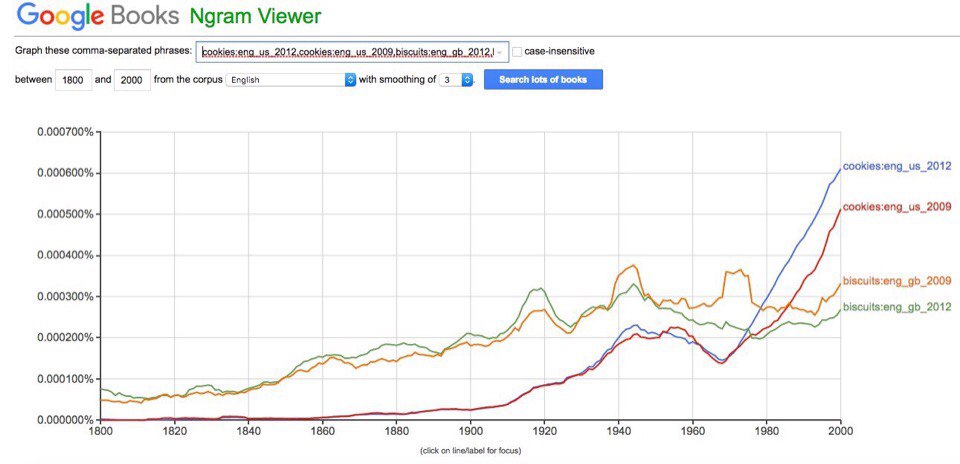 Google Books Ngram Viewer
Graph these comma-separated phrases: cookies:eng_us_2012,cookies:eng_us_2009,biscuits:eng_gb_2012, case-insensitive
between 1800 and 2000 from the corpus English with smoothing of 3 Search lots of books
0.000700%
0.000600%
0.000500%
0.000400%
0.000300%
0.000200%
0.000100%
0.000000%
cookies:eng_us_2012
cookies:eng_us_2009
biscuits:eng_gb_2009
biscuits:eng_gb_2012
1800 1820 1840 1860 1880 1900 1920 1940 1960 1980 2000
(click on line/label for focus)